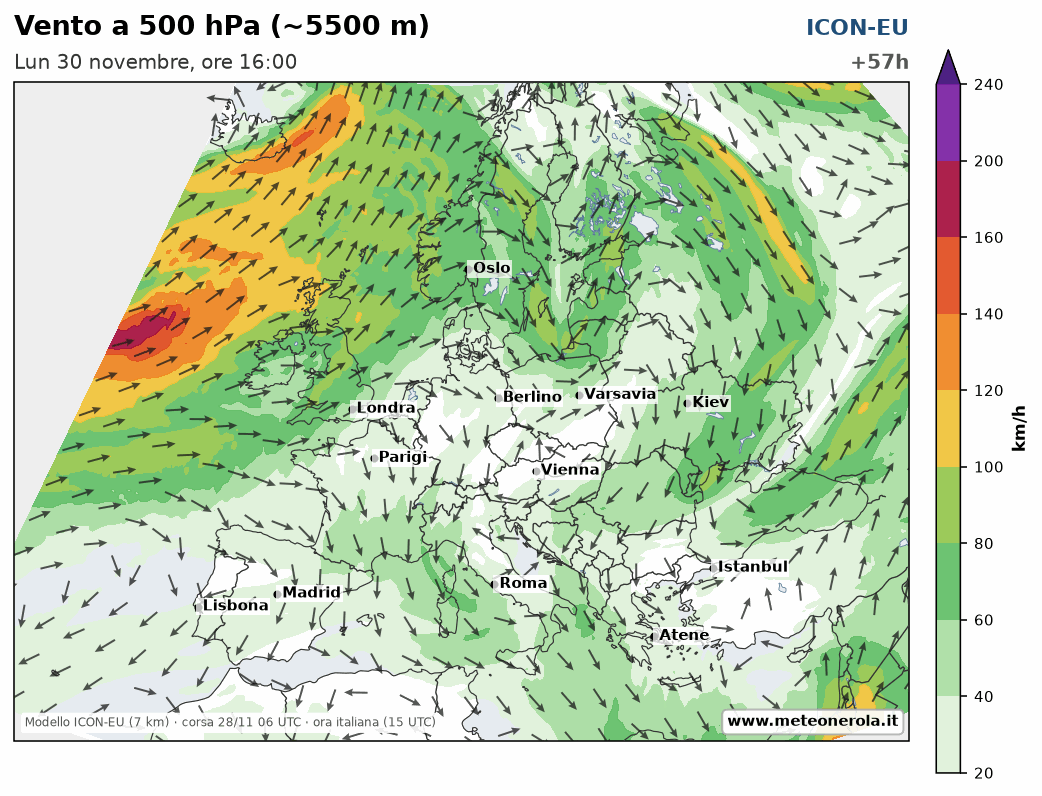 Vento a 500 hPa (~5500 m)
ICON-EU
Lun 30 novembre, ore 16:00
+57h
240
200
160
140
120
100
80
60
40
20
km/h
Oslo
Berlino
Varsavia
Kiev
Londra
Parigi
Vienna
Istanbul
Roma
Madrid
Lisbona
Atene
Modello ICON-EU (7 km) · corsa 28/11 06 UTC · ora italiana (15 UTC)
www.meteonerola.it